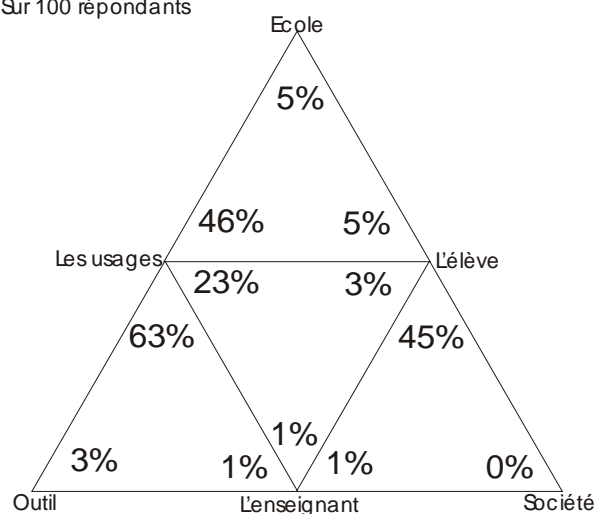 Sur 100 répondants
Ecole
5%
46% 5%
Les usages L'élève
23% 3%
63% 45%
1%
3% 1% 1% 0%
Outil L'enseignant Société